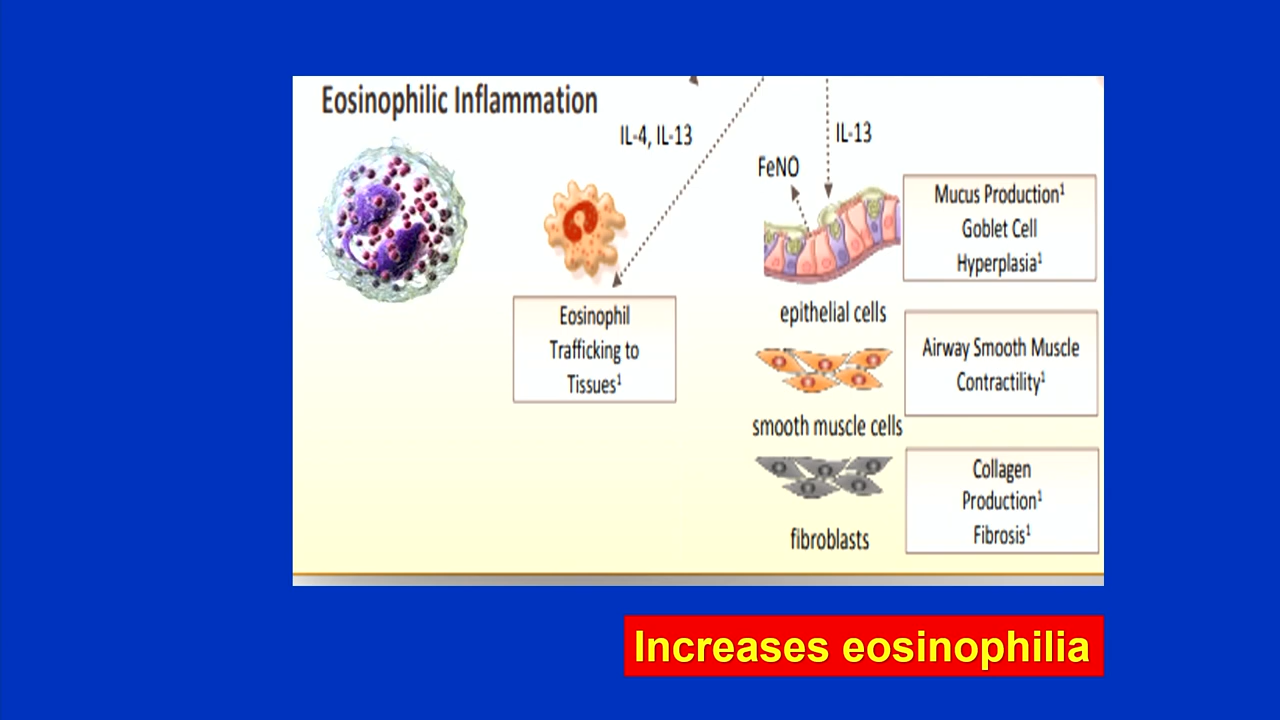 Eosinophilic Inflammation
IL-4, IL-13
IL-13
FeNO
Mucus Production¹
Goblet Cell
Hyperplasia¹
epithelial cells
Eosinophil
Trafficking to
Tissues¹
Airway Smooth Muscle
Contractility¹
smooth muscle cells
Collagen
Production¹
Fibrosis¹
fibroblasts
Increases eosinophilia